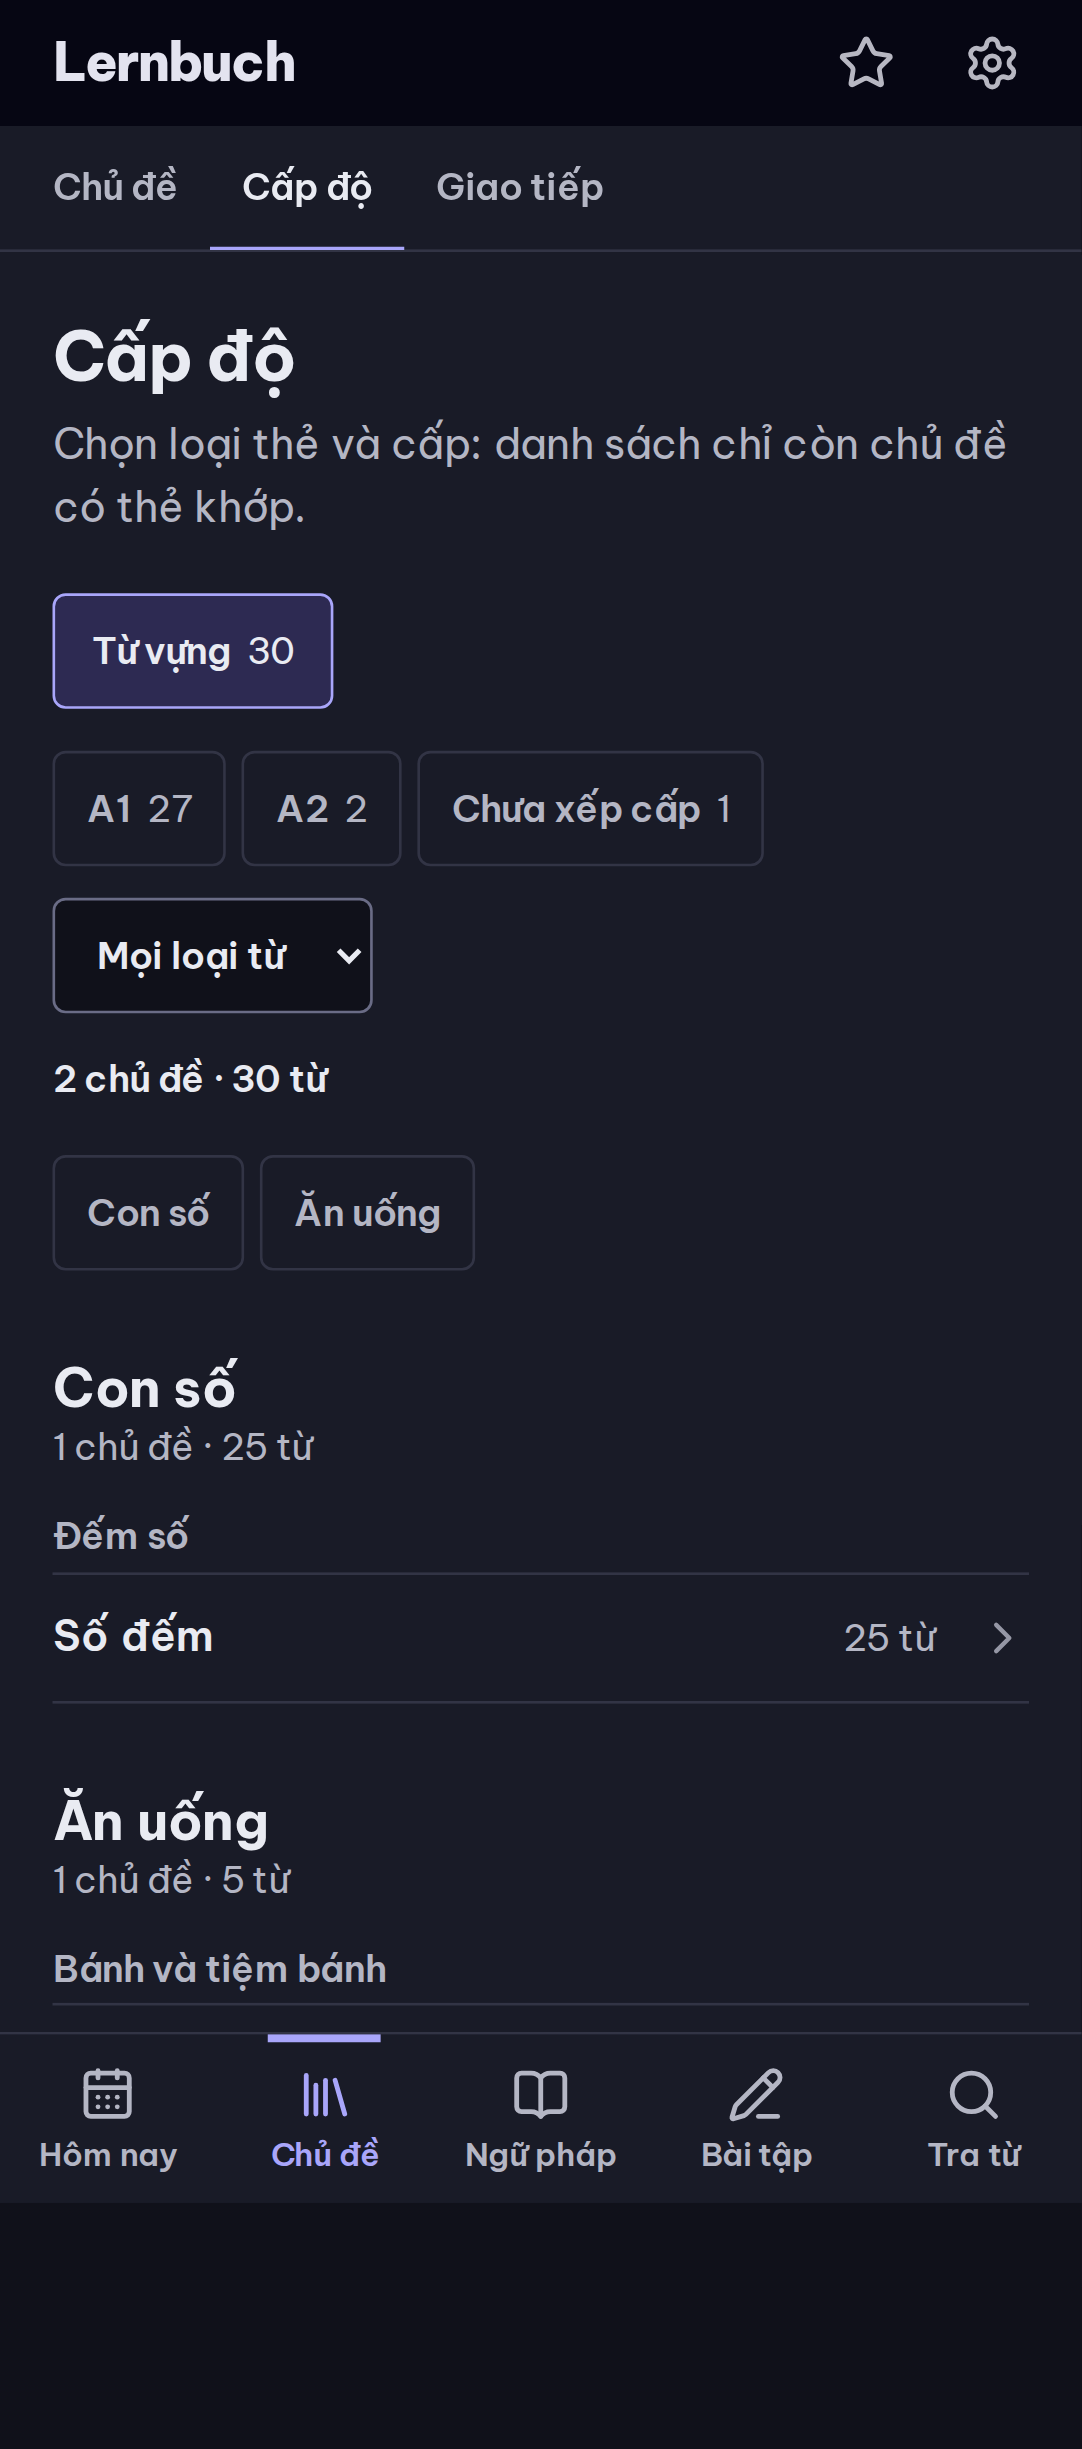 Lernbuch
Chủ đề Cấp độ Giao tiếp
Cấp độ
Chọn loại thẻ và cấp: danh sách chỉ còn chủ đề
có thẻ khớp.
Từ vựng 30
A1 27 A2 2 Chưa xếp cấp 1
Mọi loại từ
2 chủ đề · 30 từ
Con số Ăn uống
Con số
1 chủ đề · 25 từ
Đếm số
Số đếm 25 từ
Ăn uống
1 chủ đề · 5 từ
Bánh và tiệm bánh
Hôm nay Chủ đề Ngữ pháp Bài tập Tra từ